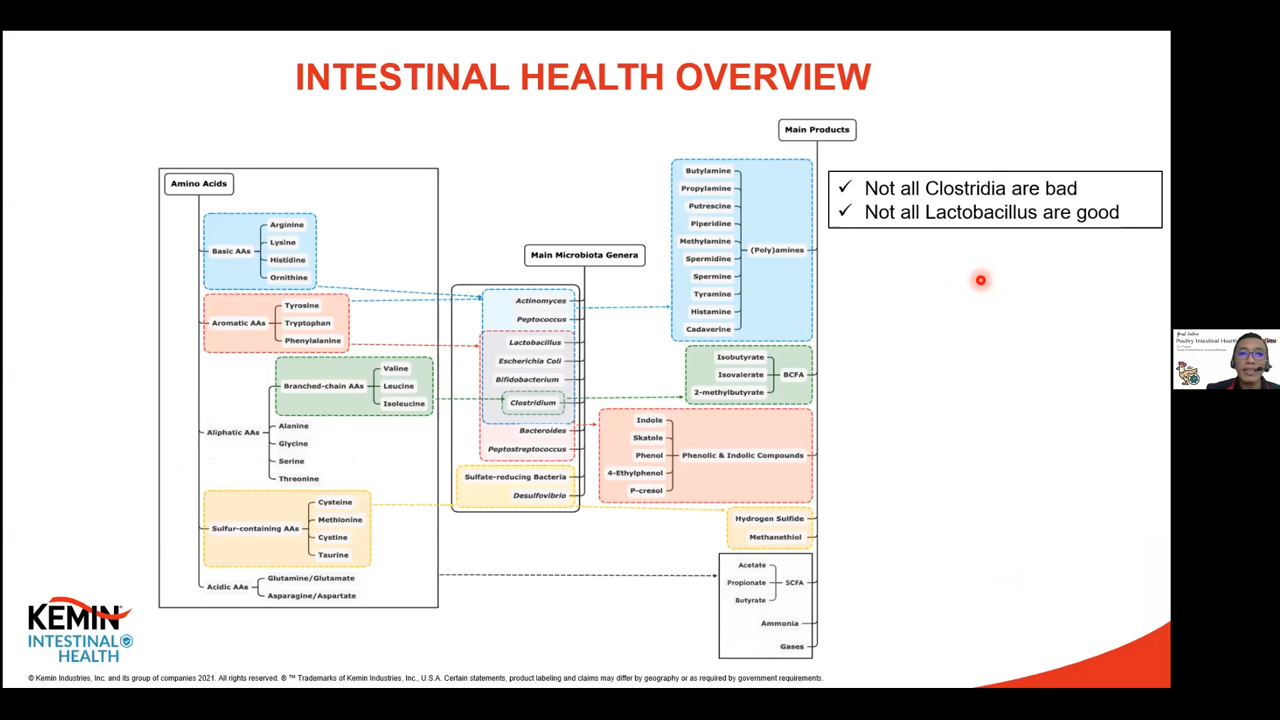 INTESTINAL HEALTH OVERVIEW
Amino Acids
Basic AAs
Arginine
Lysine
Histidine
Ornithine
Aromatic AAs
Tyrosine
Tryptophan
Phenylalanine
Aliphatic AAs
Branched-chain AAs
Valine
Leucine
Isoleucine
Alanine
Glycine
Serine
Threonine
Sulfur-containing AAs
Cysteine
Methionine
Cystine
Taurine
Acidic AAs
Glutamine/Glutamate
Asparagine/Aspartate
Main Microbiota Genera
Actinomyces
Peptococcus
Lactobacillus
Escherichia Coli
Bifidobacterium
Clostridium
Bacteroides
Peptostreptococcus
Sulfate-reducing Bacteria
Desulfovibrio
Main Products
Butylamine
Propylamine
Putrescine
Piperidine
Methylamine
Spermidine
Spermine
Tyramine
Histamine
Cadaverine
(Poly)amines
Isobutyrate
Isovalerate
2-methylbutyrate
BCFA
Indole
Skatole
Phenol
4-Ethylphenol
P-cresol
Phenolic & Indolic Compounds
Hydrogen Sulfide
Methanethiol
Acetate
Propionate
Butyrate
SCFA
Ammonia
Gases
✓ Not all Clostridia are bad
✓ Not all Lactobacillus are good
KEMIN
INTESTINAL
HEALTH
© Kemin Industries, Inc. and its group of companies 2021. All rights reserved. ® ™ Trademarks of Kemin Industries, Inc., U.S.A. Certain statements, product labeling and claims may differ by geography or as required by government requirements.
Poultry Intestinal Health